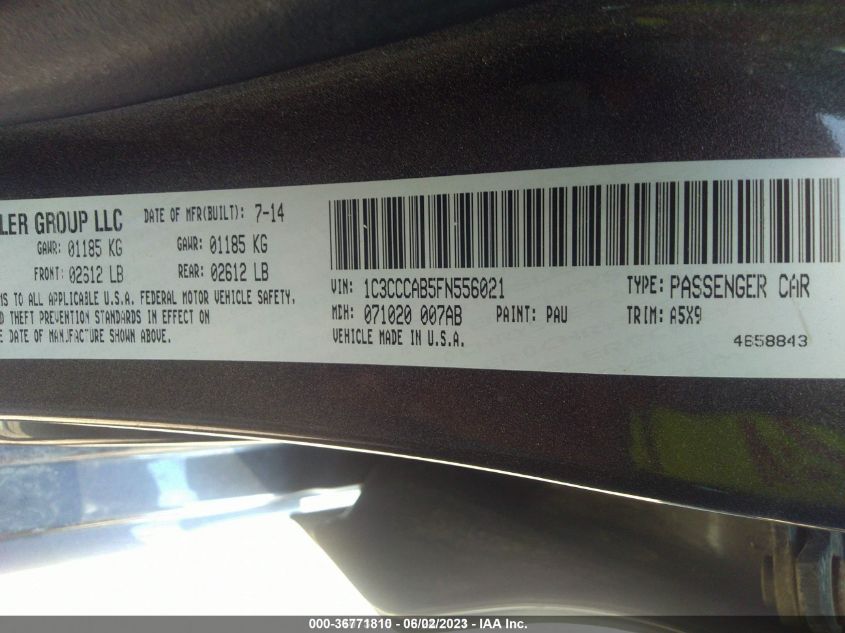 LER GROUP LLC DATE OF MFR(BUILT): 7-14
GAWR: 01185 KG GAWR: 01185 KG
FRONT: 02612 LB REAR: 02612 LB
MS TO ALL APPLICABLE U.S.A. FEDERAL MOTOR VEHICLE SAFETY,
D THEFT PREVENTION STANDARDS IN EFFECT ON
E DATE OF MANUFACTURE SHOWN ABOVE.
VIN: 1C3CCCAB5FN556021 TYPE: PASSENGER CAR
MDH: 071020 007AB PAINT: PAU TRIM: A5X9
VEHICLE MADE IN U.S.A. 4658843
000-36771810 - 06/02/2023 - IAA Inc.